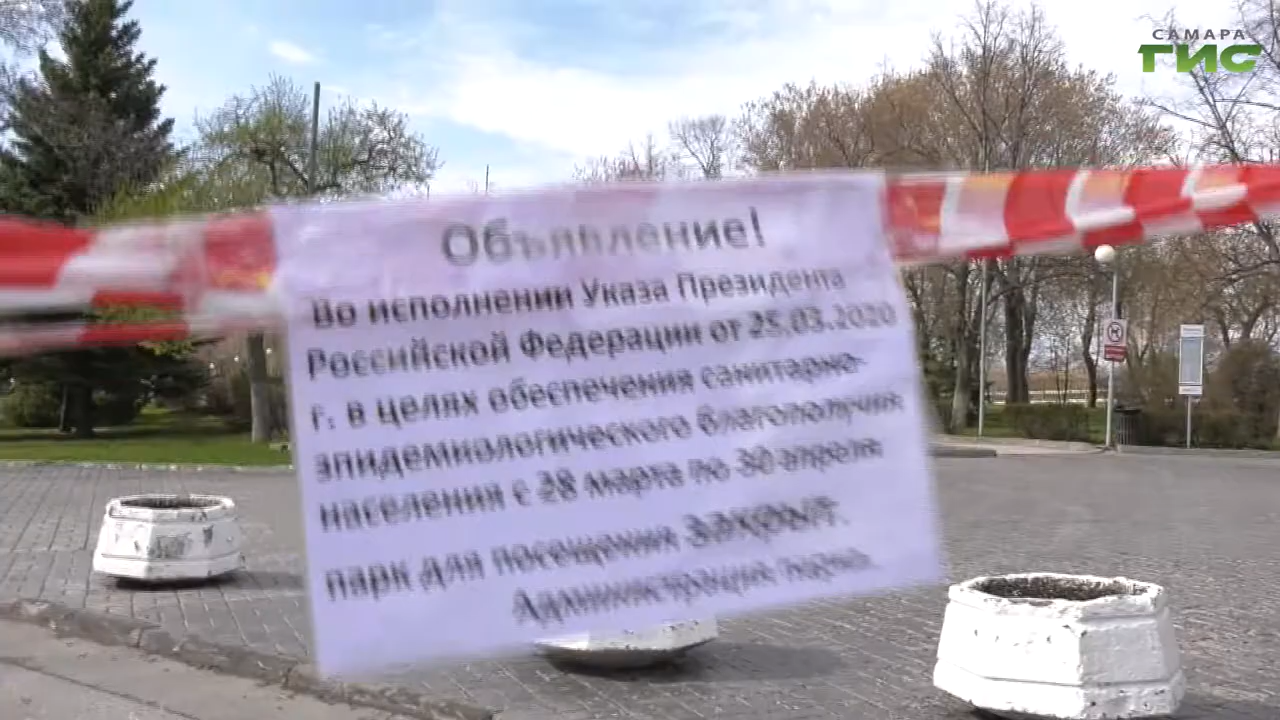 САМАРА
ГИС
Объявление!
Во исполнении Указа Президента
Российской Федерации от 25.03.2020
г. в целях обеспечения санитарно-
эпидемиологического благополучия
населения с 28 марта по 30 апреля
парк для посещения закрыт.
Администрация парка.